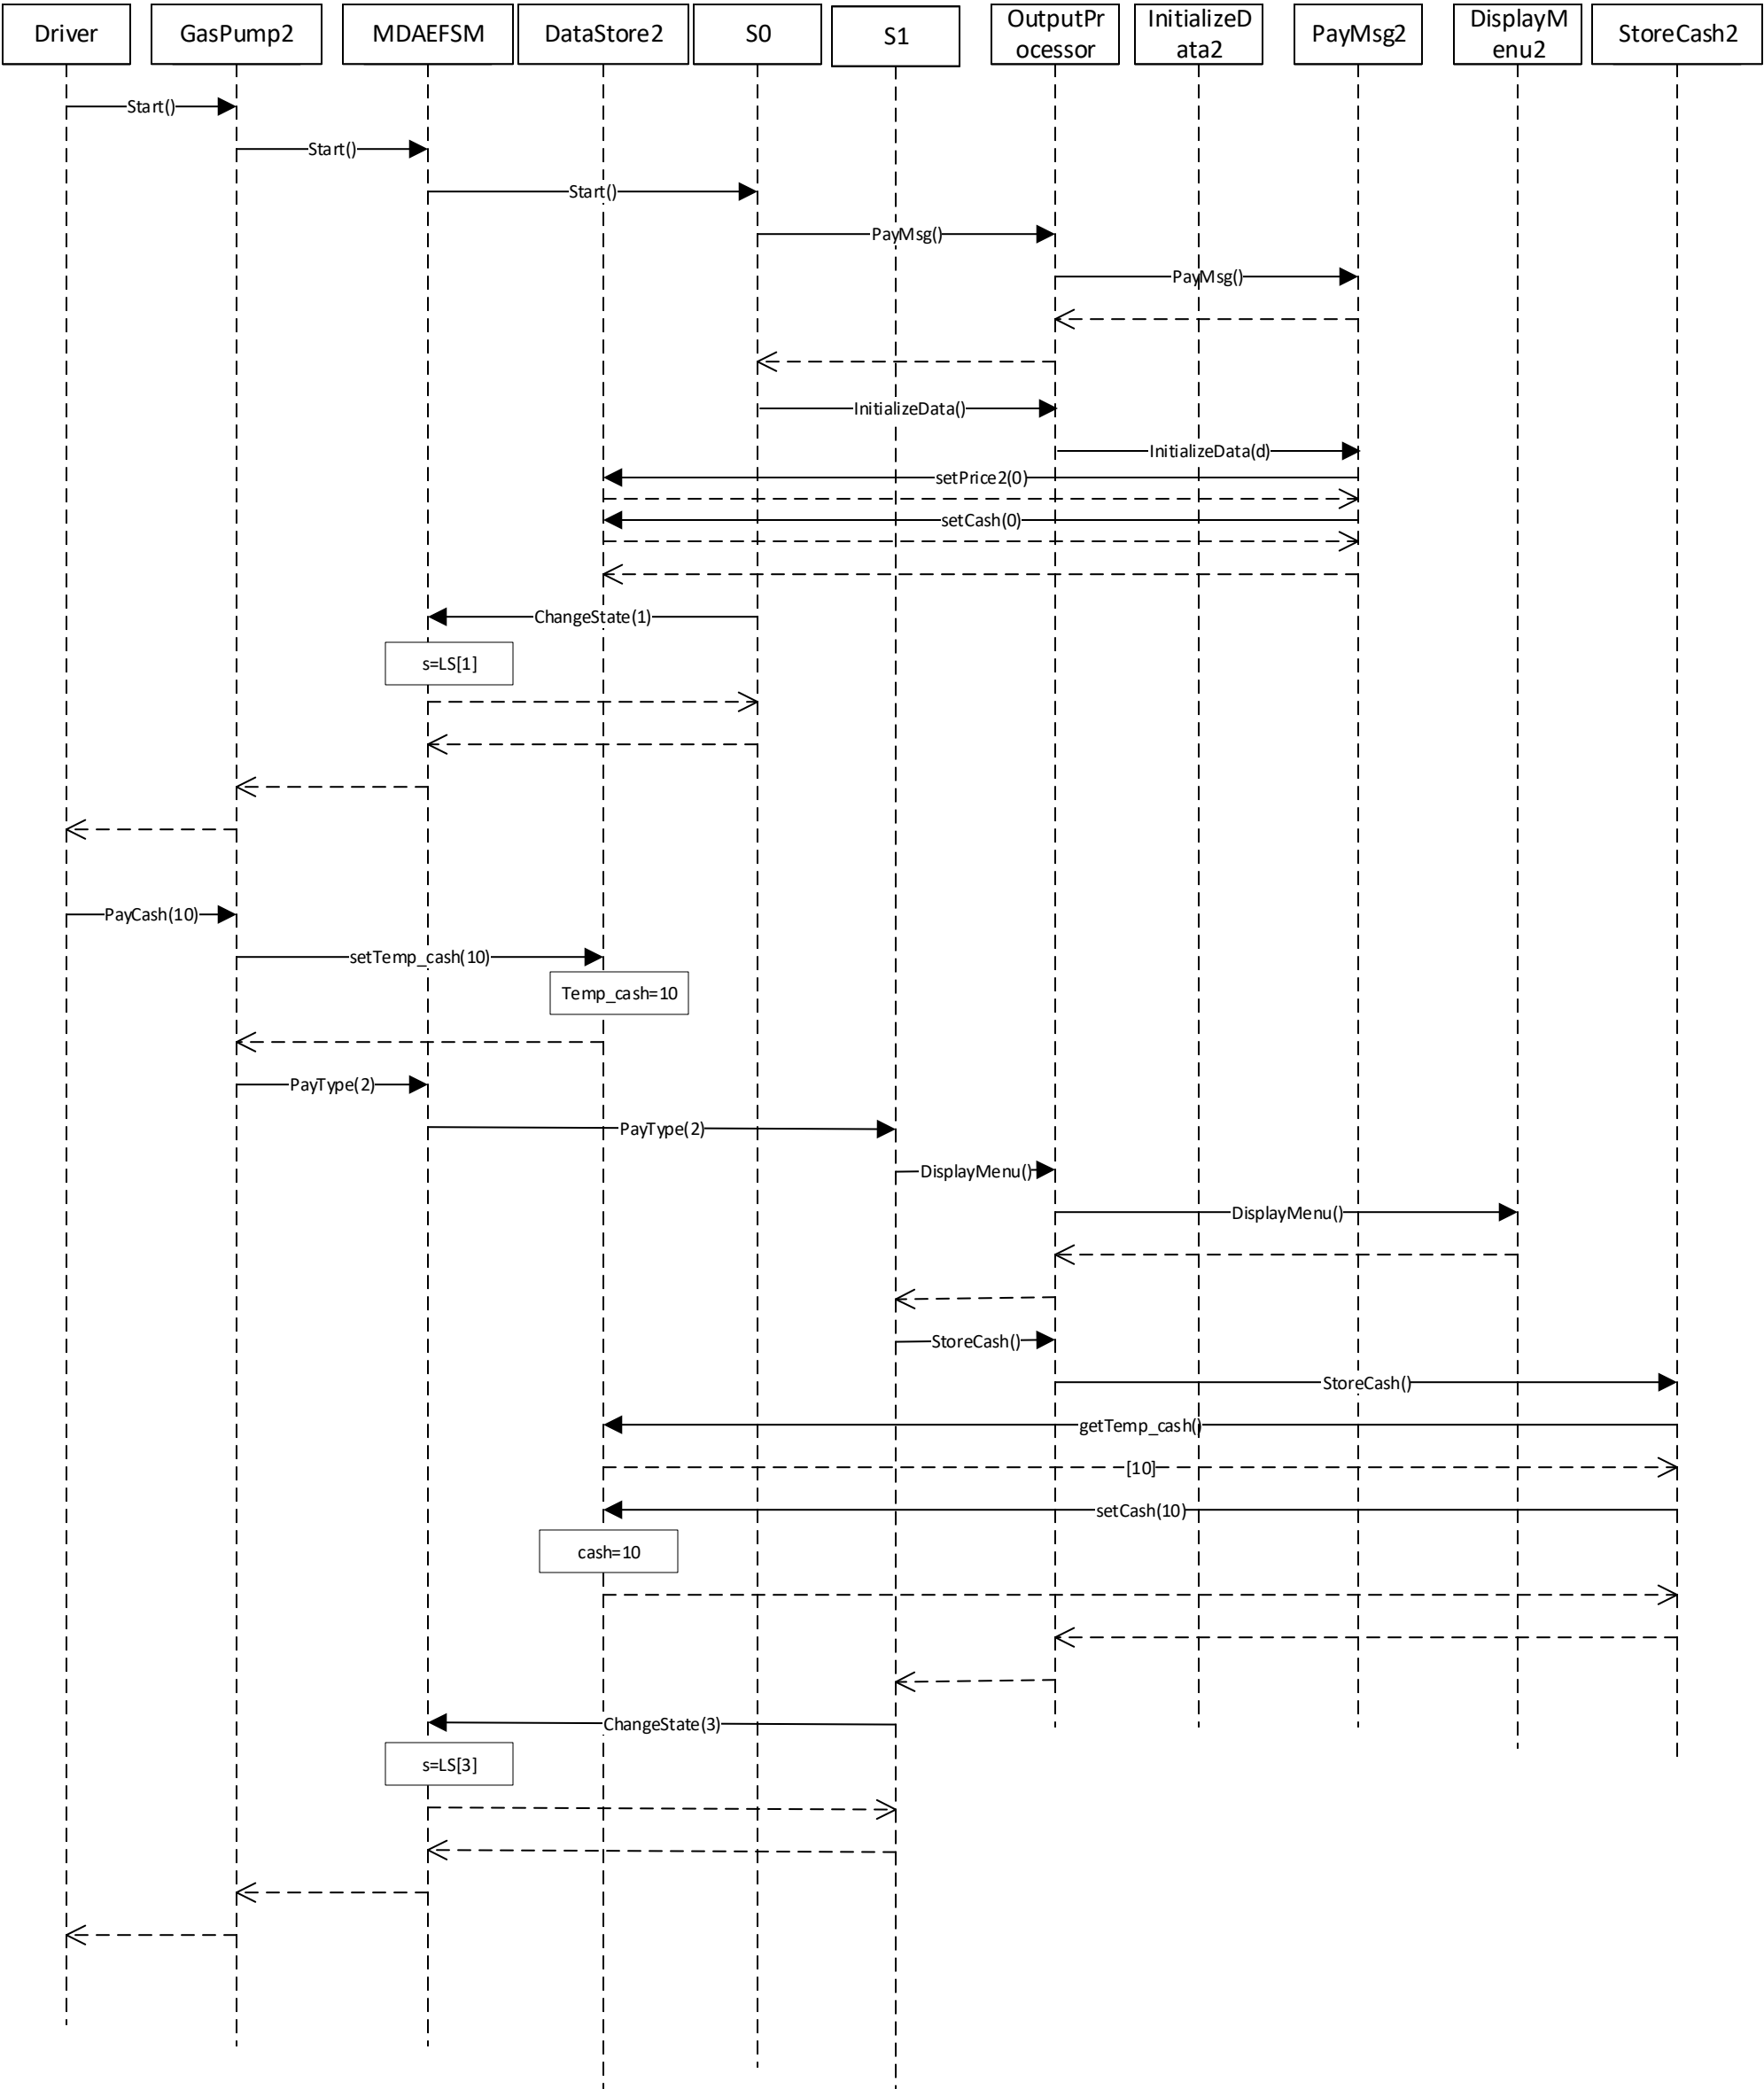 Driver
GasPump2
MDAEFSM
DataStore2
S0
S1
OutputPr
ocessor
InitializeD
ata2
PayMsg2
DisplayM
enu2
StoreCash2
Start()
Start()
Start()
PayMsg()
PayMsg()
InitializeData()
InitializeData(d)
setPrice2(0)
setCash(0)
ChangeState(1)
s=LS[1]
PayCash(10)
setTemp_cash(10)
Temp_cash=10
PayType(2)
PayType(2)
DisplayMenu()
DisplayMenu()
StoreCash()
StoreCash()
getTemp_cash()
[10]
setCash(10)
cash=10
ChangeState(3)
s=LS[3]